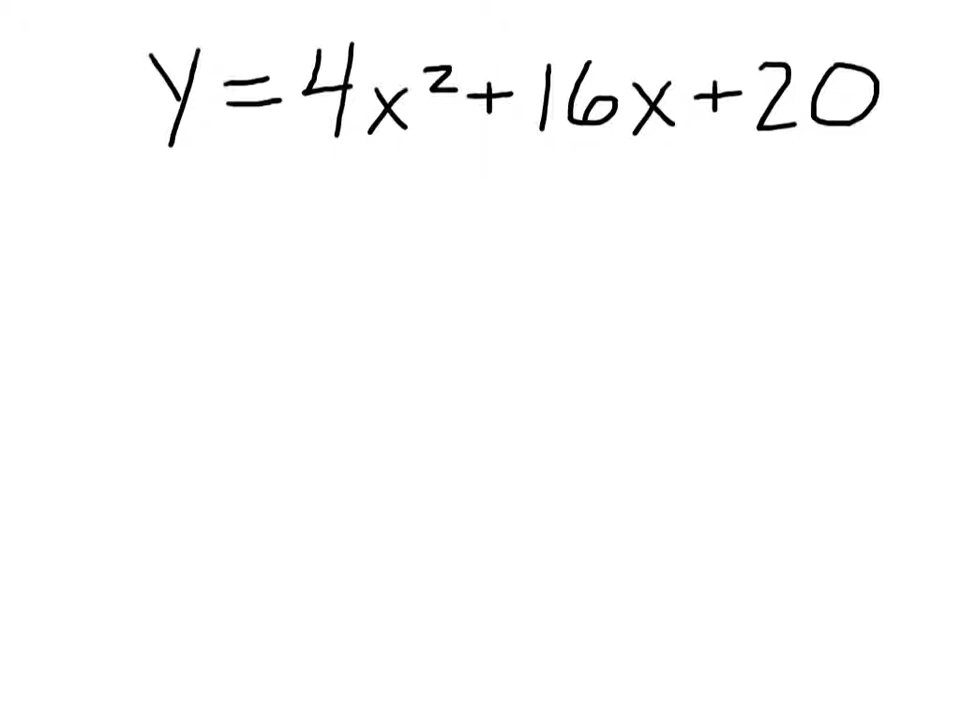 y = 4x² + 16x + 20